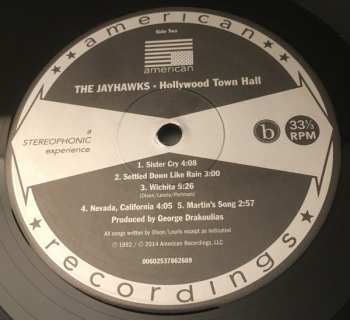 american
Side Two
american
THE JAYHAWKS - Hollywood Town Hall
a
STEREOPHONIC
experience
b
33⅓
RPM
1. Sister Cry 4:08
2. Settled Down Like Rain 3:00
3. Wichita 5:26
(Olson/Louris/Perlman)
4. Nevada, California 4:05 5. Martin's Song 2:57
Produced by George Drakoulias
All songs written by Olson/Louris except as indicated
℗ 1992 / © 2014 American Recordings, LLC
00602537862689
recordings